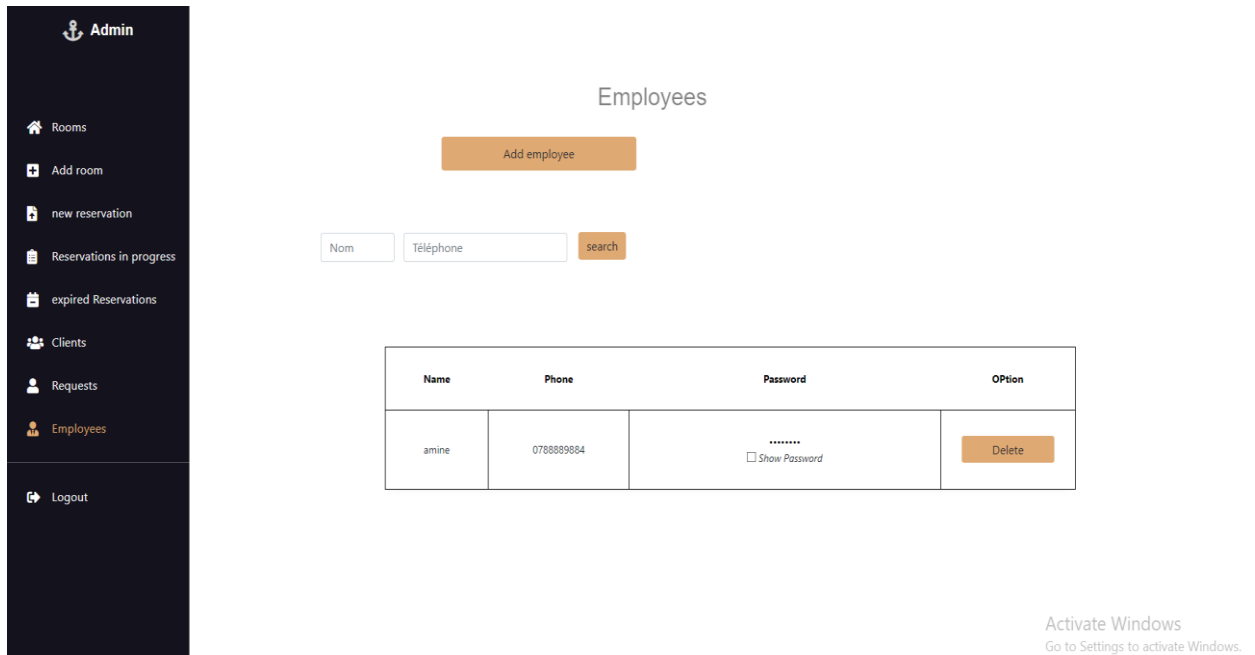 Admin
Rooms
Add room
new reservation
Reservations in progress
expired Reservations
Clients
Requests
Employees
Logout
Employees
Add employee
Nom Téléphone search
Name Phone Password OPtion
amine 0788889884 ........ Delete
Show Password
Activate Windows
Go to Settings to activate Windows.